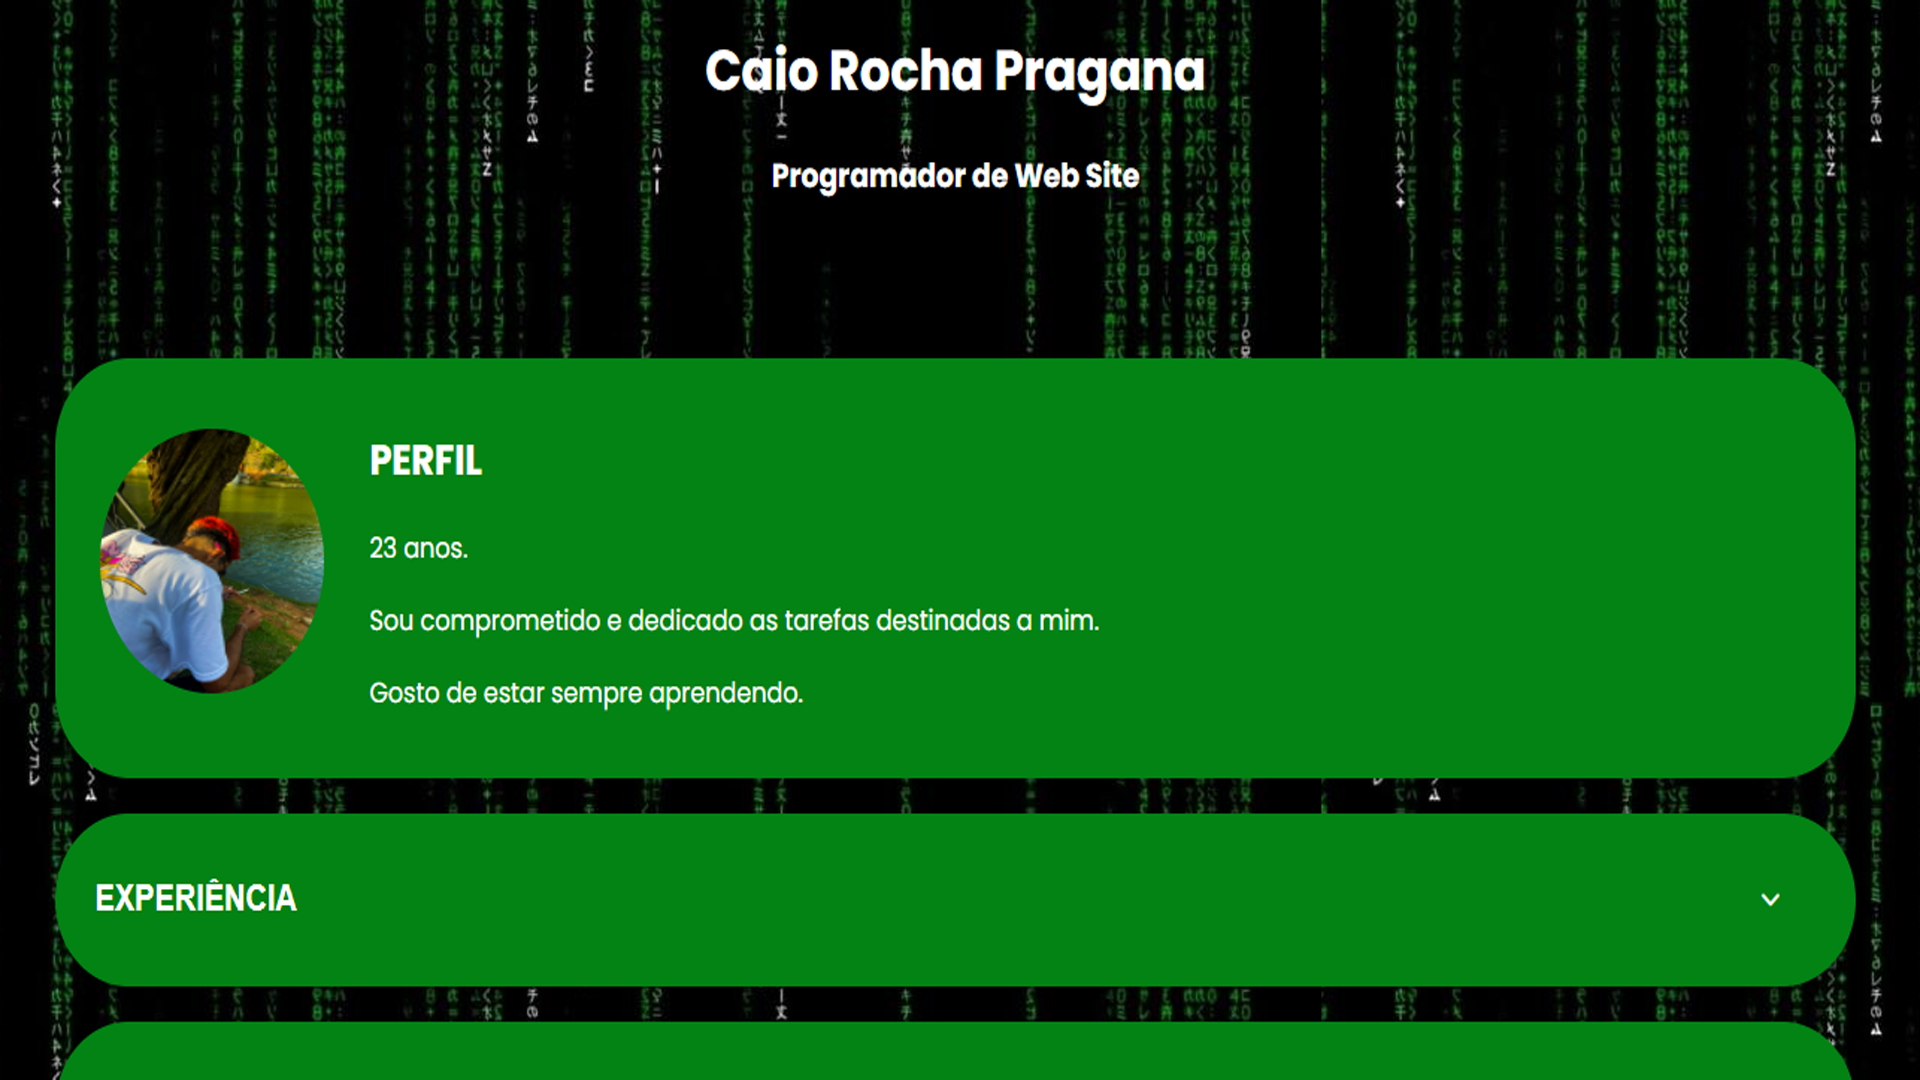 Caio Rocha Pragana
Programador de Web Site
PERFIL
23 anos.
Sou comprometido e dedicado as tarefas destinadas a mim.
Gosto de estar sempre aprendendo.
EXPERIÊNCIA